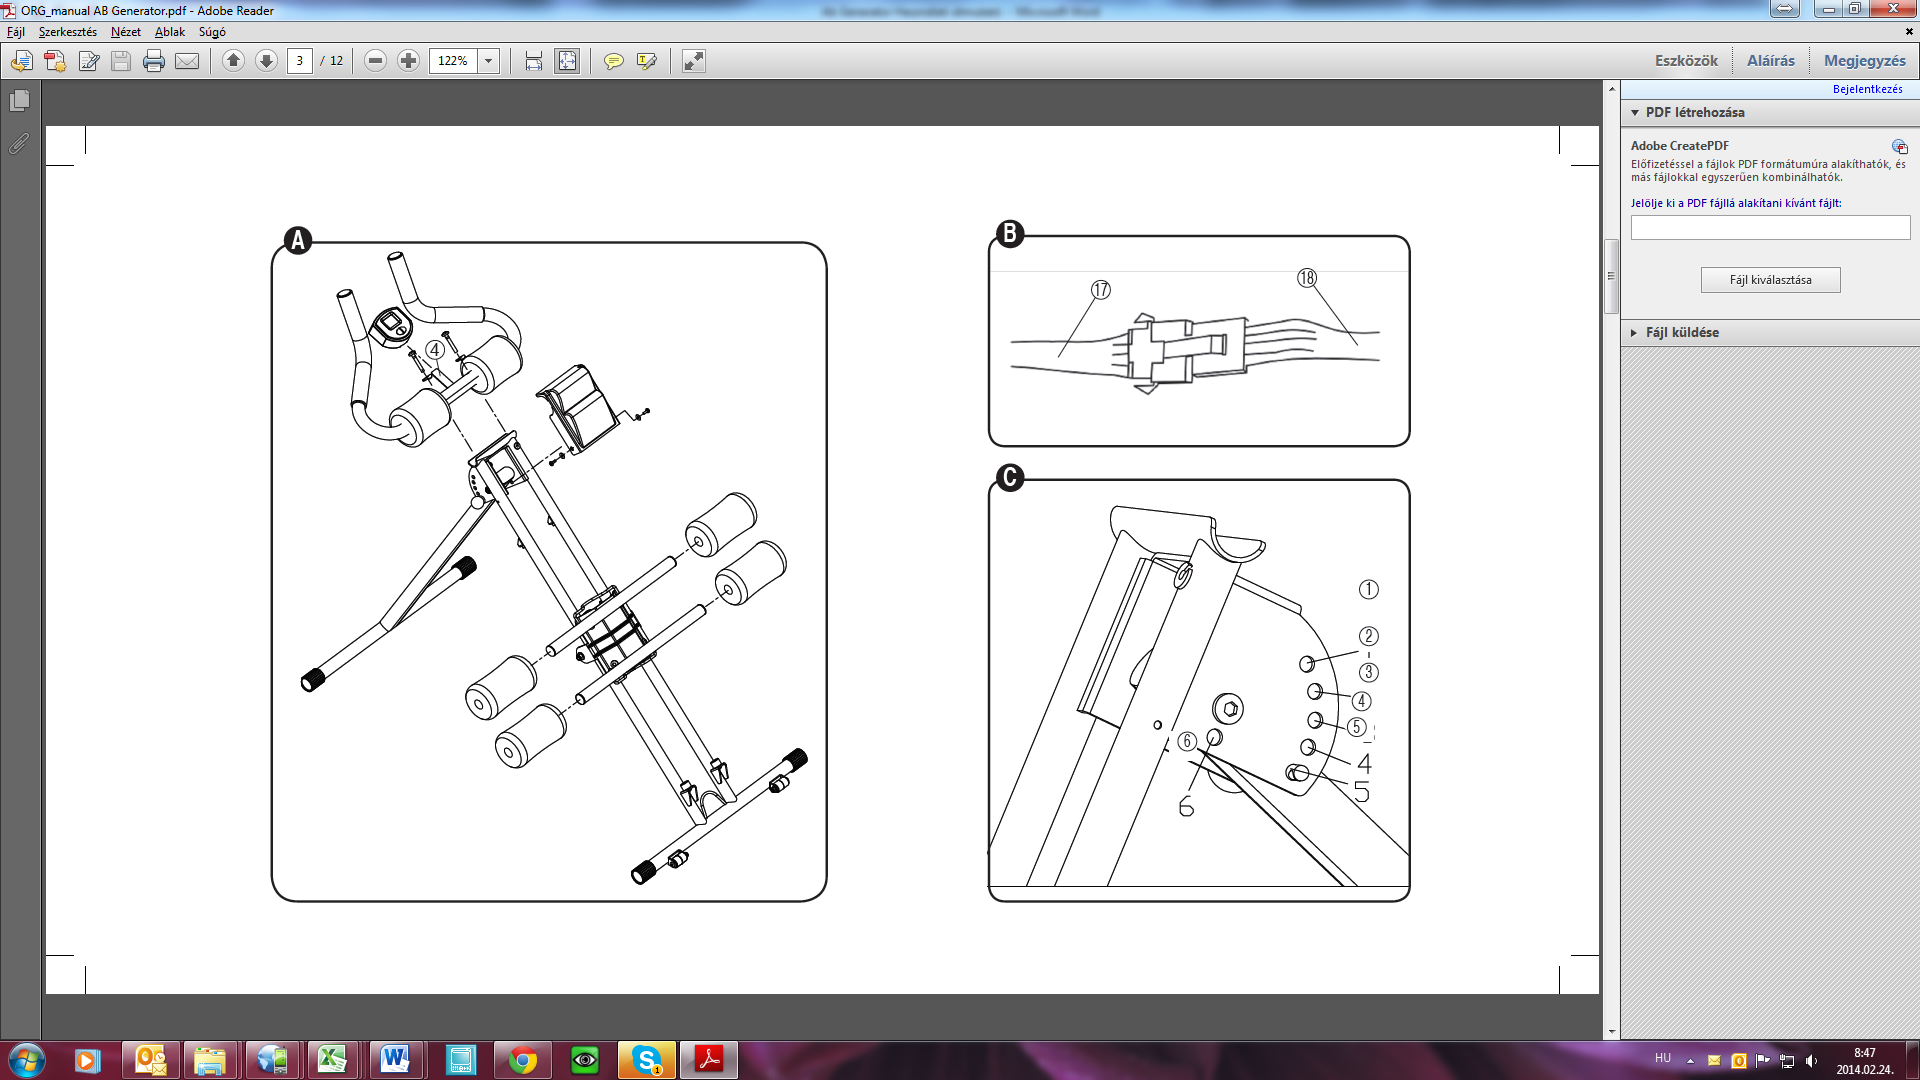 ORG_manual AB Generator.pdf - Adobe Reader
Fájl Szerkesztés Nézet Ablak Súgó
3 / 12 122% Eszközök Aláírás Megjegyzés
Bejelentkezés
PDF létrehozása
Adobe CreatePDF
Előfizetéssel a fájlok PDF formátumúra alakíthatók, és
más fájlokkal egyszerűen kombinálhatók.
Jelölje ki a PDF fájllá alakítani kívánt fájlt:
Fájl kiválasztása
Fájl küldése
A
④
B
⑰
⑱
C
①
②
③
④
⑤
⑥
4
5
6
HU
8:47
2014.02.24.